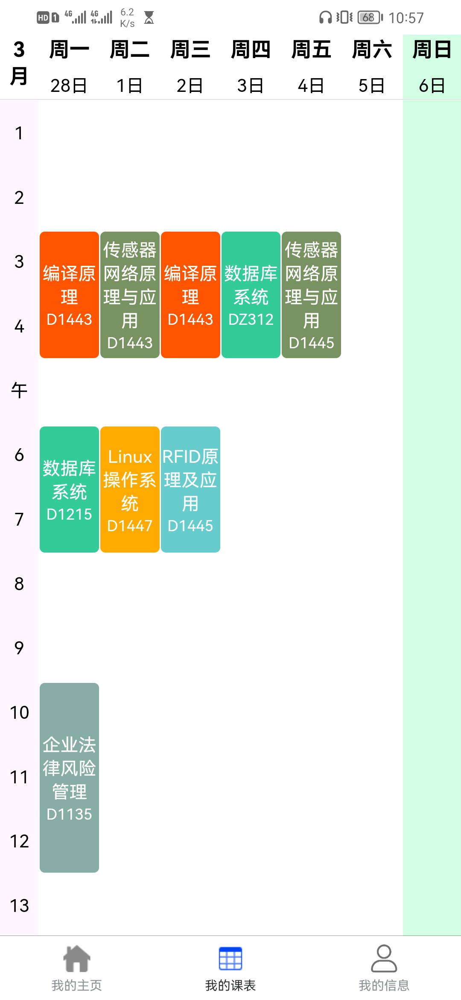 HD 1 4G 4G 6.2 K/s 68 10:57
3月 周一 周二 周三 周四 周五 周六 周日
28日 1日 2日 3日 4日 5日 6日
1
2
3
4
午
6
7
8
9
10
11
12
13
编译原
理
D1443
传感器
网络原
理与应
用
D1443
编译原
理
D1443
数据库
系统
DZ312
传感器
网络原
理与应
用
D1445
数据库
系统
D1215
Linux
操作系
统
D1447
RFID原
理及应
用
D1445
企业法
律风险
管理
D1135
我的主页 我的课表 我的信息